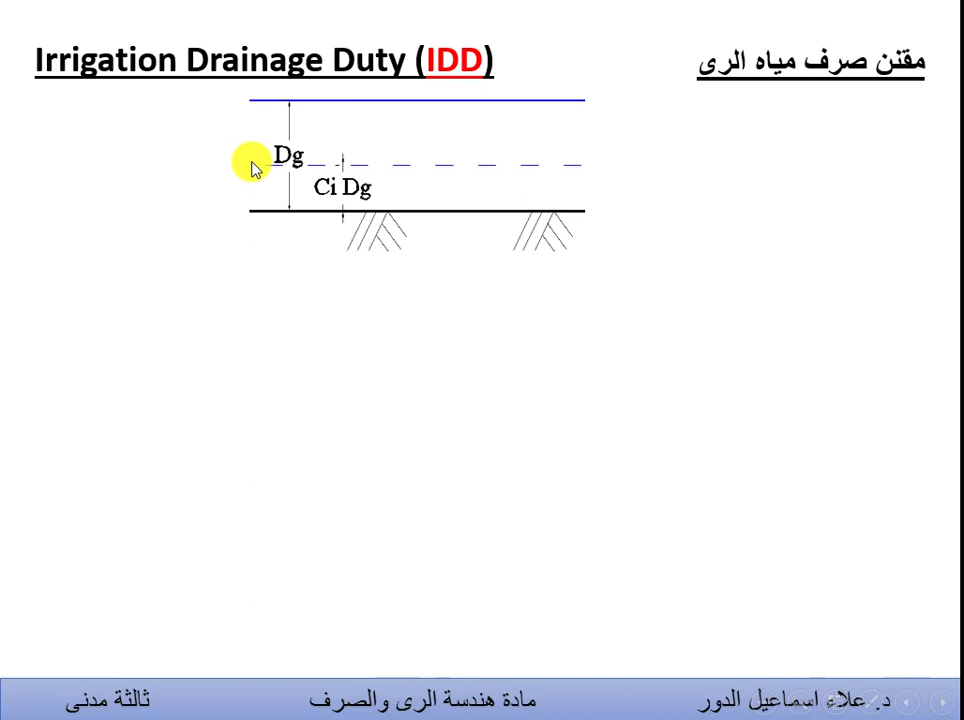 Irrigation Drainage Duty (IDD)
مقنن صرف مياه الرى
Dg
Ci Dg
د. علاء اسماعيل الدور
مادة هندسة الرى والصرف
ثالثة مدنى